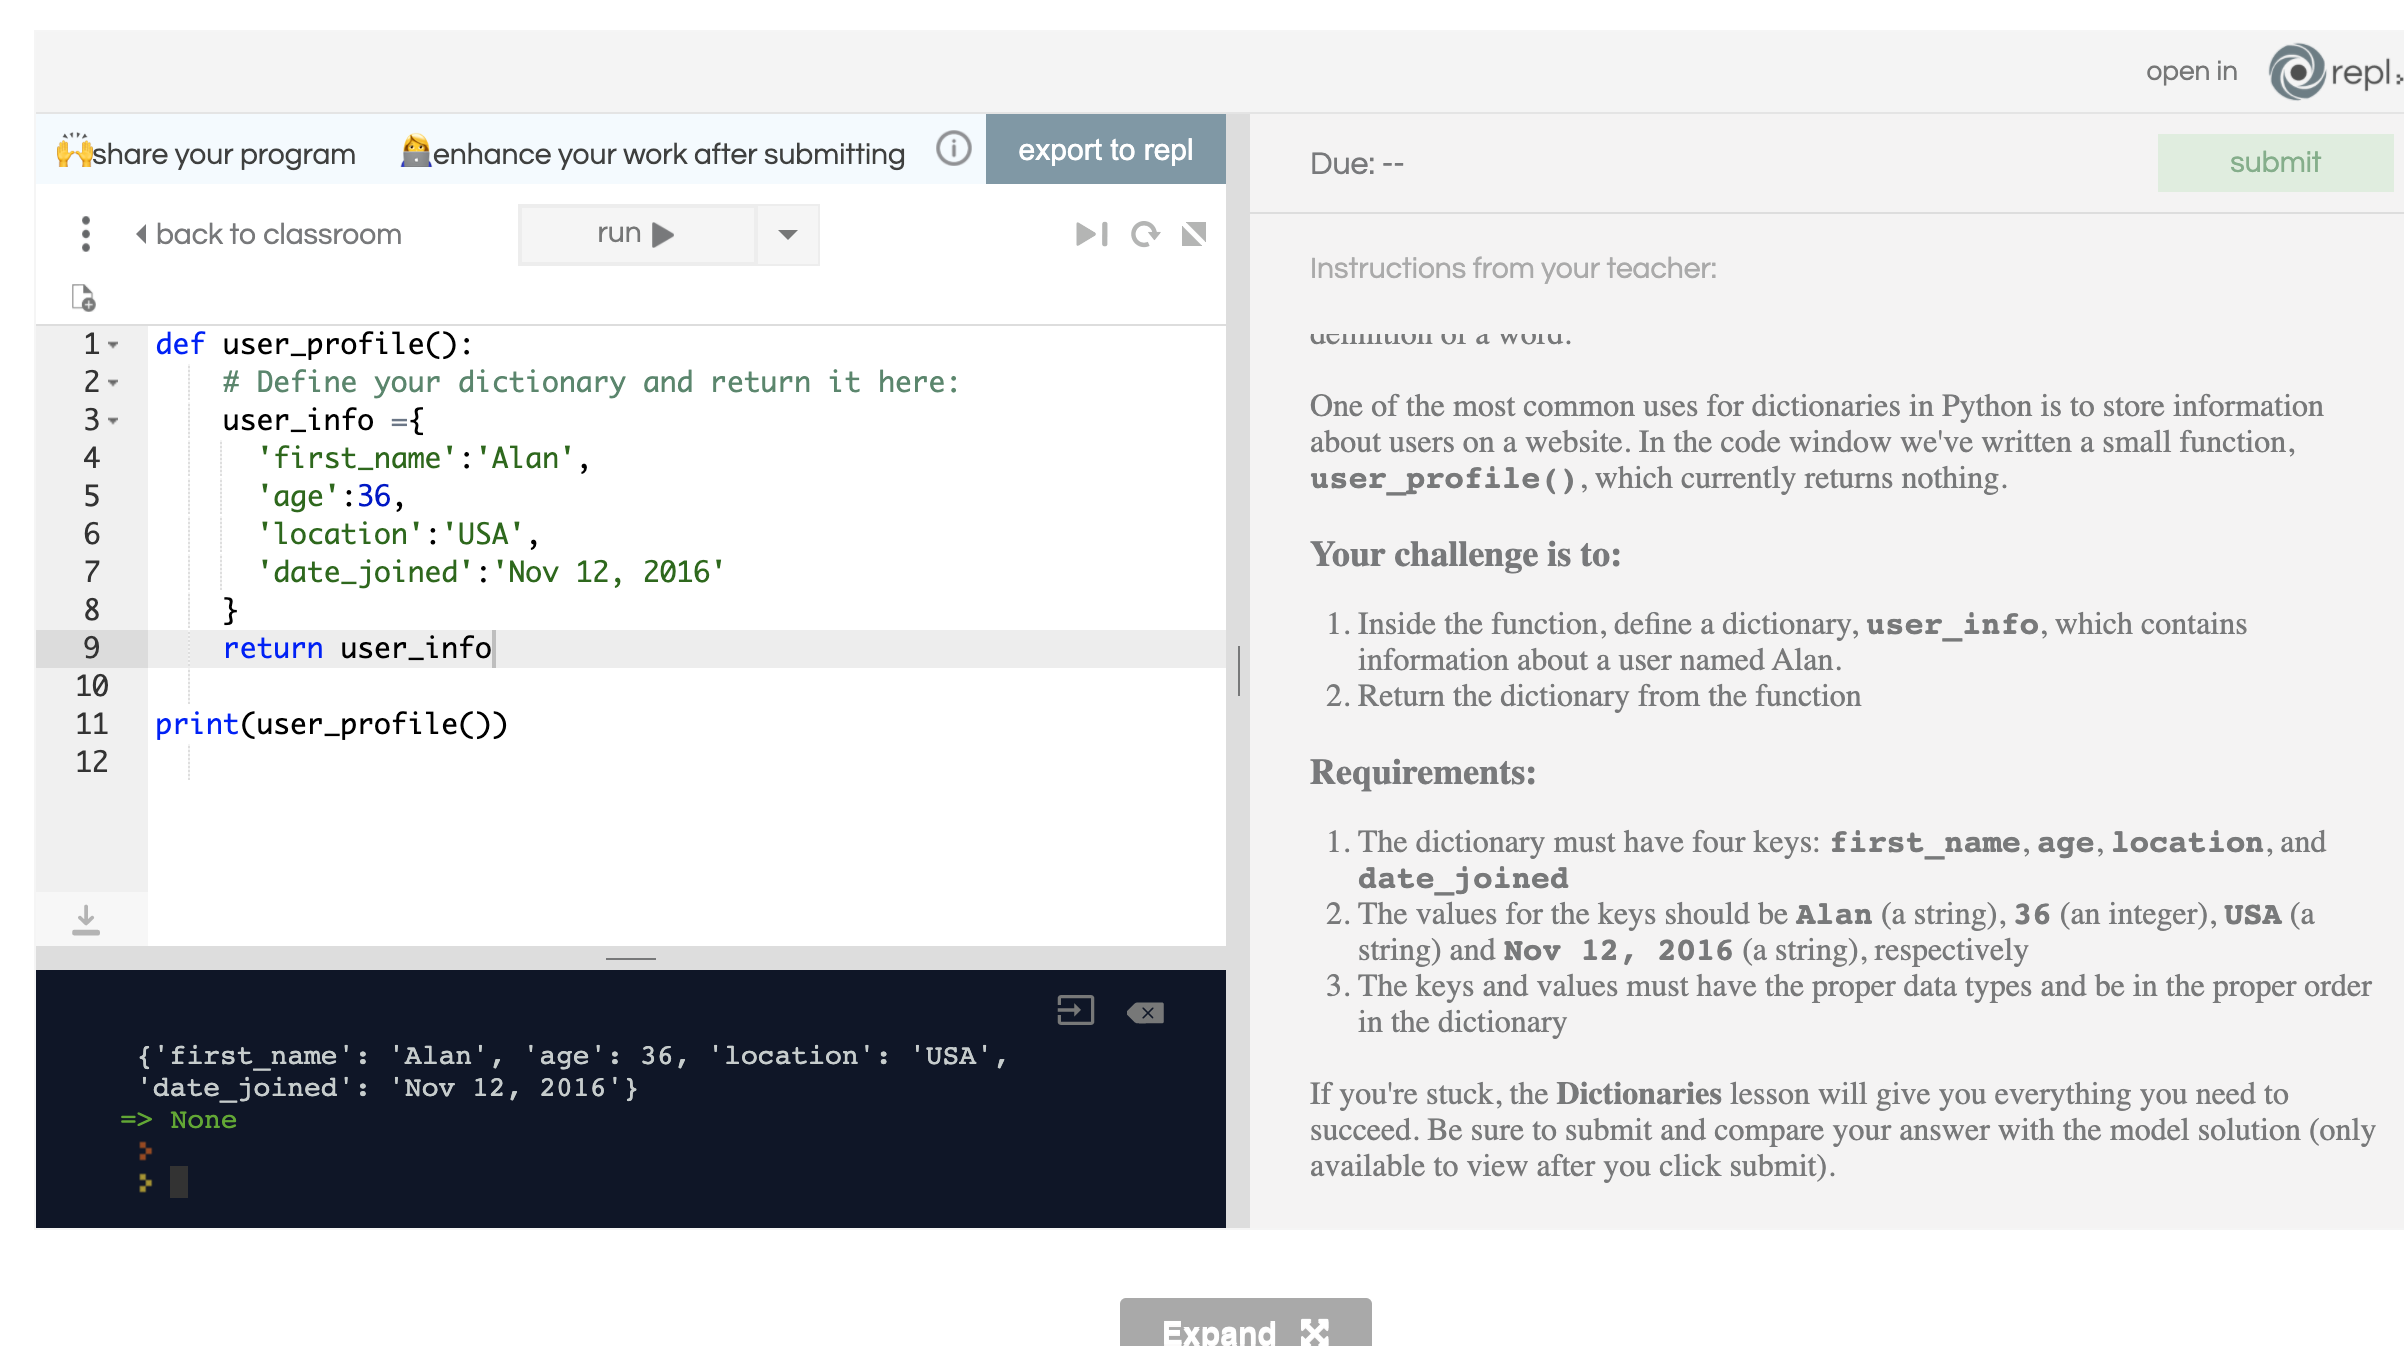 open in repl.
🙌share your program 👩‍💻enhance your work after submitting export to repl
back to classroom run
1 def user_profile():
2 # Define your dictionary and return it here:
3 user_info ={
4 'first_name':'Alan',
5 'age':36,
6 'location':'USA',
7 'date_joined':'Nov 12, 2016'
8 }
9 return user_info
10
11 print(user_profile())
12
{'first_name': 'Alan', 'age': 36, 'location': 'USA',
'date_joined': 'Nov 12, 2016'}
=> None
Due: -- submit
Instructions from your teacher:
definition of a word.
One of the most common uses for dictionaries in Python is to store information
about users on a website. In the code window we've written a small function,
user_profile(), which currently returns nothing.
Your challenge is to:
1. Inside the function, define a dictionary, user_info, which contains
information about a user named Alan.
2. Return the dictionary from the function
Requirements:
1. The dictionary must have four keys: first_name, age, location, and
date_joined
2. The values for the keys should be Alan (a string), 36 (an integer), USA (a
string) and Nov 12, 2016 (a string), respectively
3. The keys and values must have the proper data types and be in the proper order
in the dictionary
If you're stuck, the Dictionaries lesson will give you everything you need to
succeed. Be sure to submit and compare your answer with the model solution (only
available to view after you click submit).
Expand